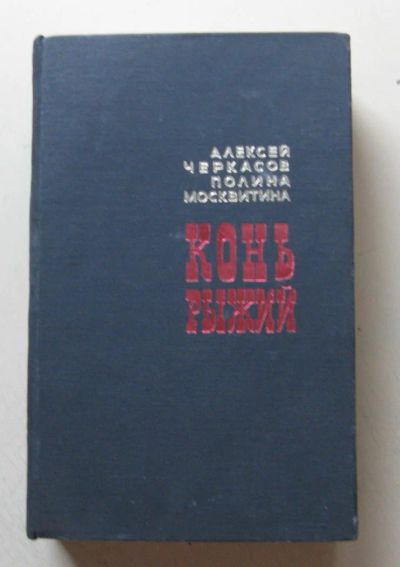 АЛЕКСЕЙ
ЧЕРКАСОВ
ПОЛИНА
МОСКВИТИНА
КОНЬ
РЫЖИЙ